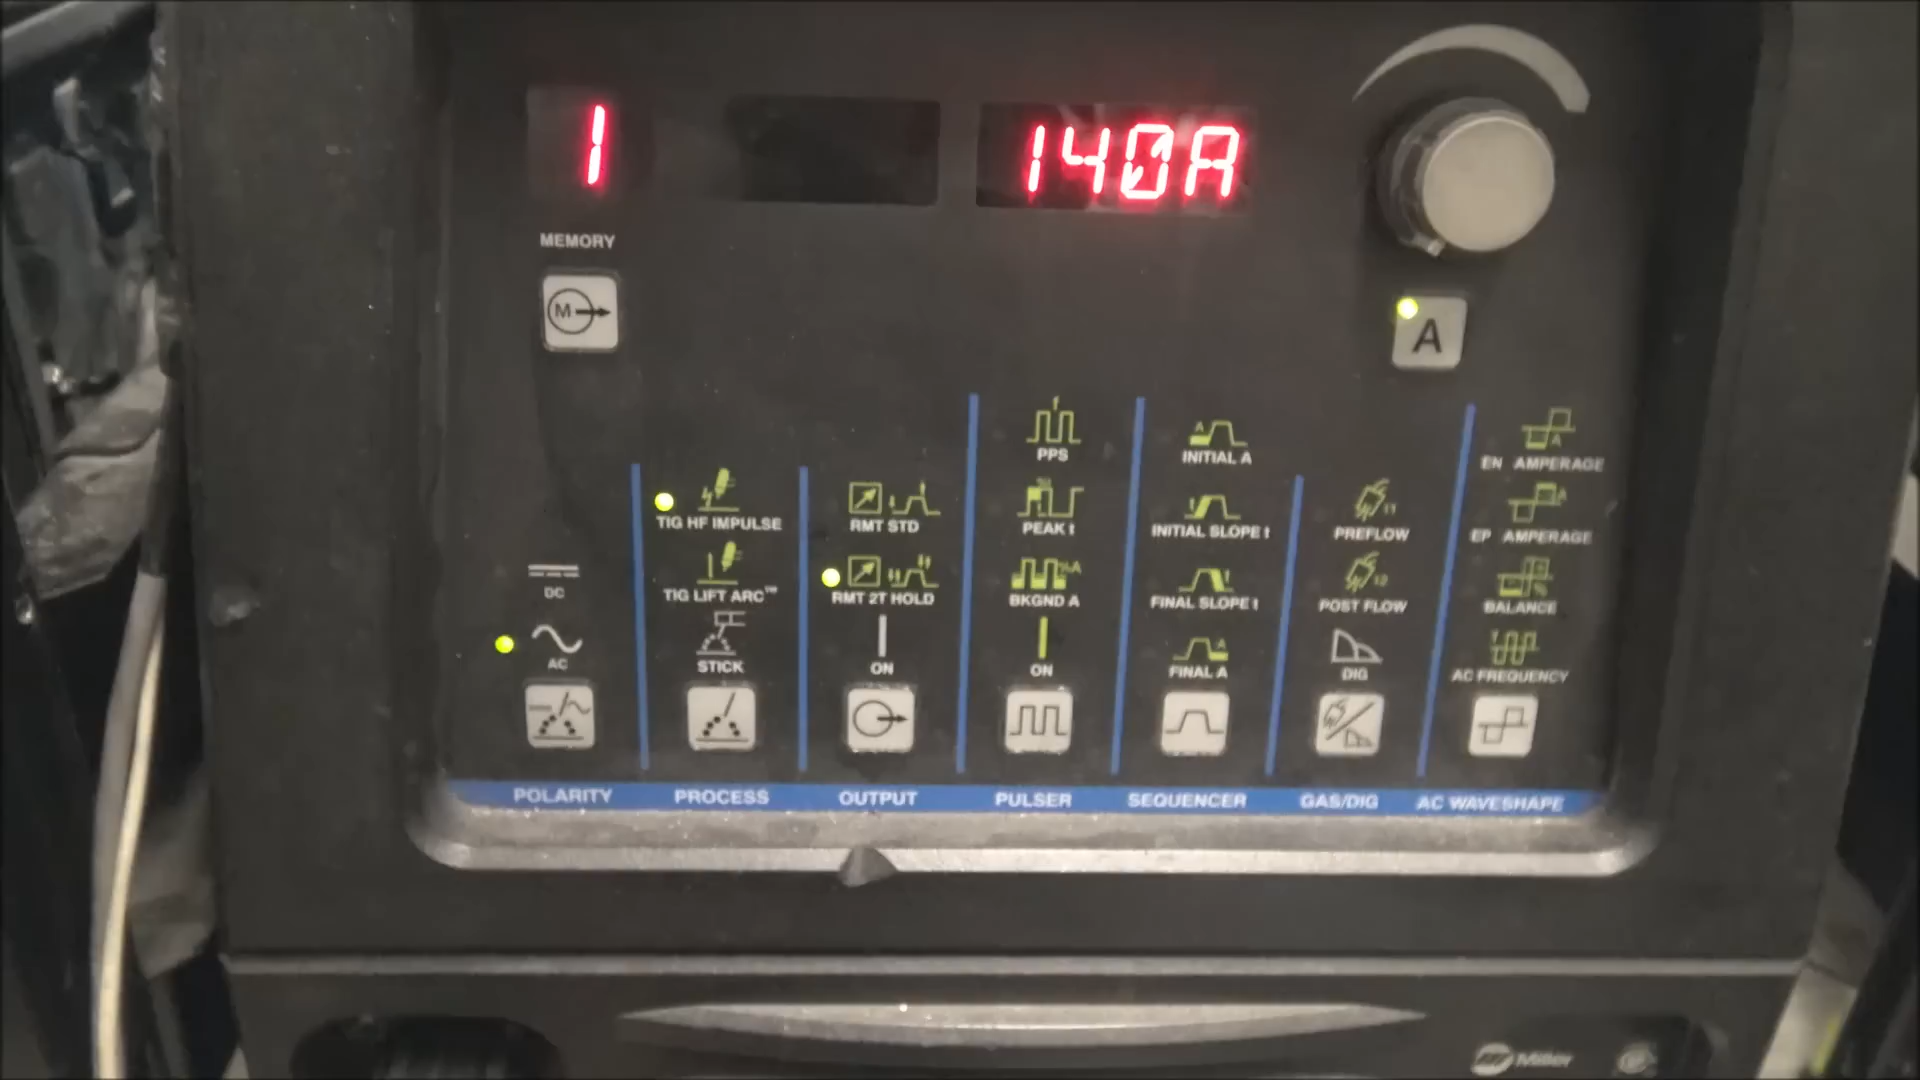 1
140A
MEMORY
M
A
DC
AC
TIG HF IMPULSE
TIG LIFT ARC™
STICK
RMT STD
RMT 2T HOLD
ON
PPS
PEAK t
BKGND A
ON
INITIAL A
INITIAL SLOPE t
FINAL SLOPE t
FINAL A
PREFLOW
POST FLOW
DIG
EN AMPERAGE
EP AMPERAGE
BALANCE
AC FREQUENCY
POLARITY
PROCESS
OUTPUT
PULSER
SEQUENCER
GAS/DIG
AC WAVESHAPE
Miller